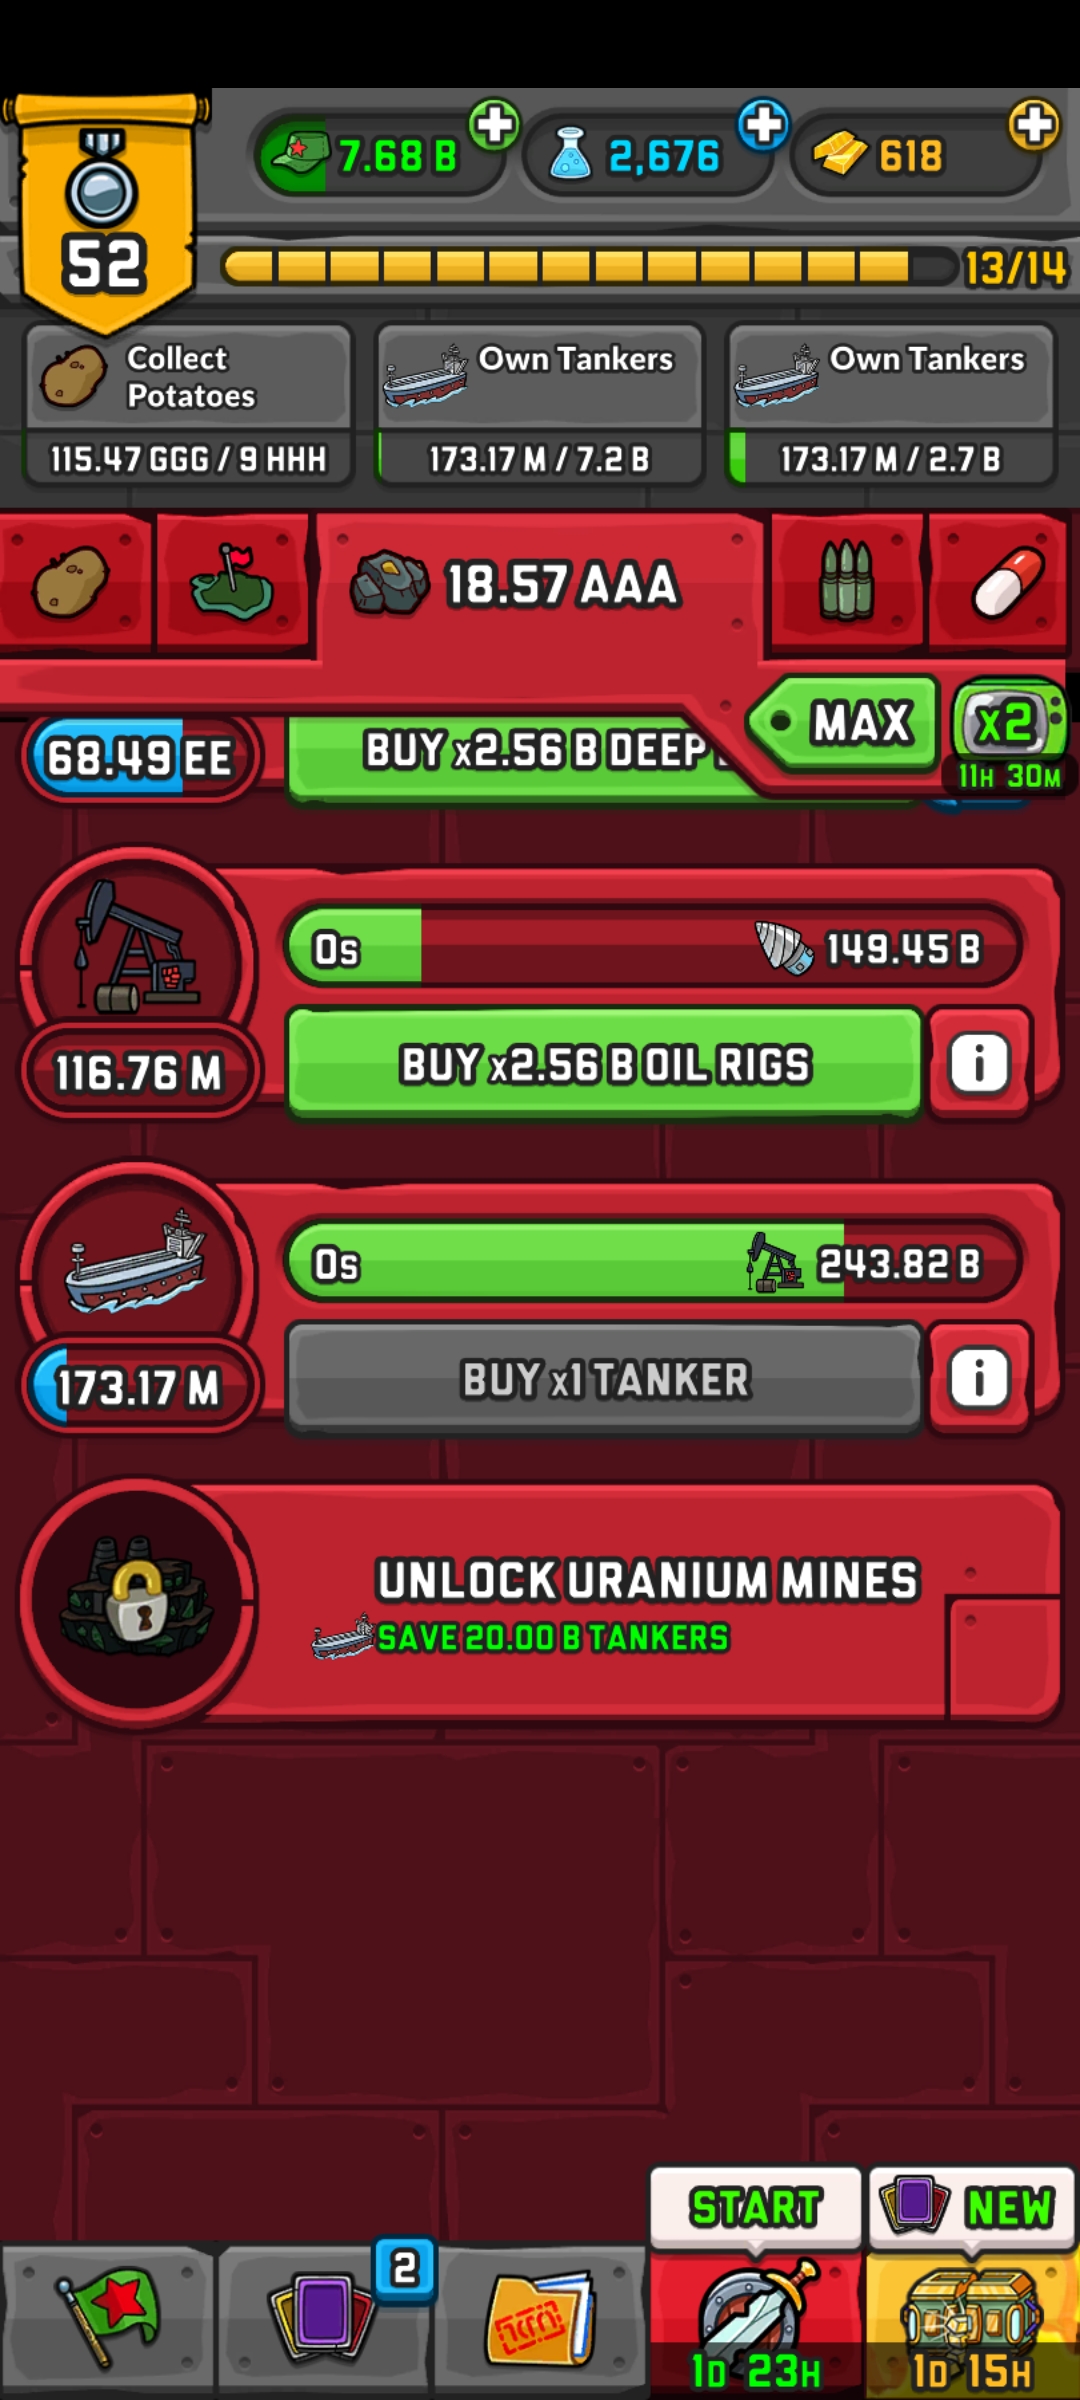 7.68 B
2,676
618
52
13/14
Collect
Potatoes
115.47 GGG / 9 HHH
Own Tankers
173.17 M / 7.2 B
Own Tankers
173.17 M / 2.7 B
18.57 AAA
MAX
X2
11H 30M
68.49 EE
BUY x2.56 B DEEP
0s
149.45 B
116.76 M
BUY x2.56 B OIL RIGS
i
0s
243.82 B
173.17 M
BUY x1 TANKER
i
UNLOCK URANIUM MINES
SAVE 20.00 B TANKERS
START
NEW
2
1D 23H
1D 15H